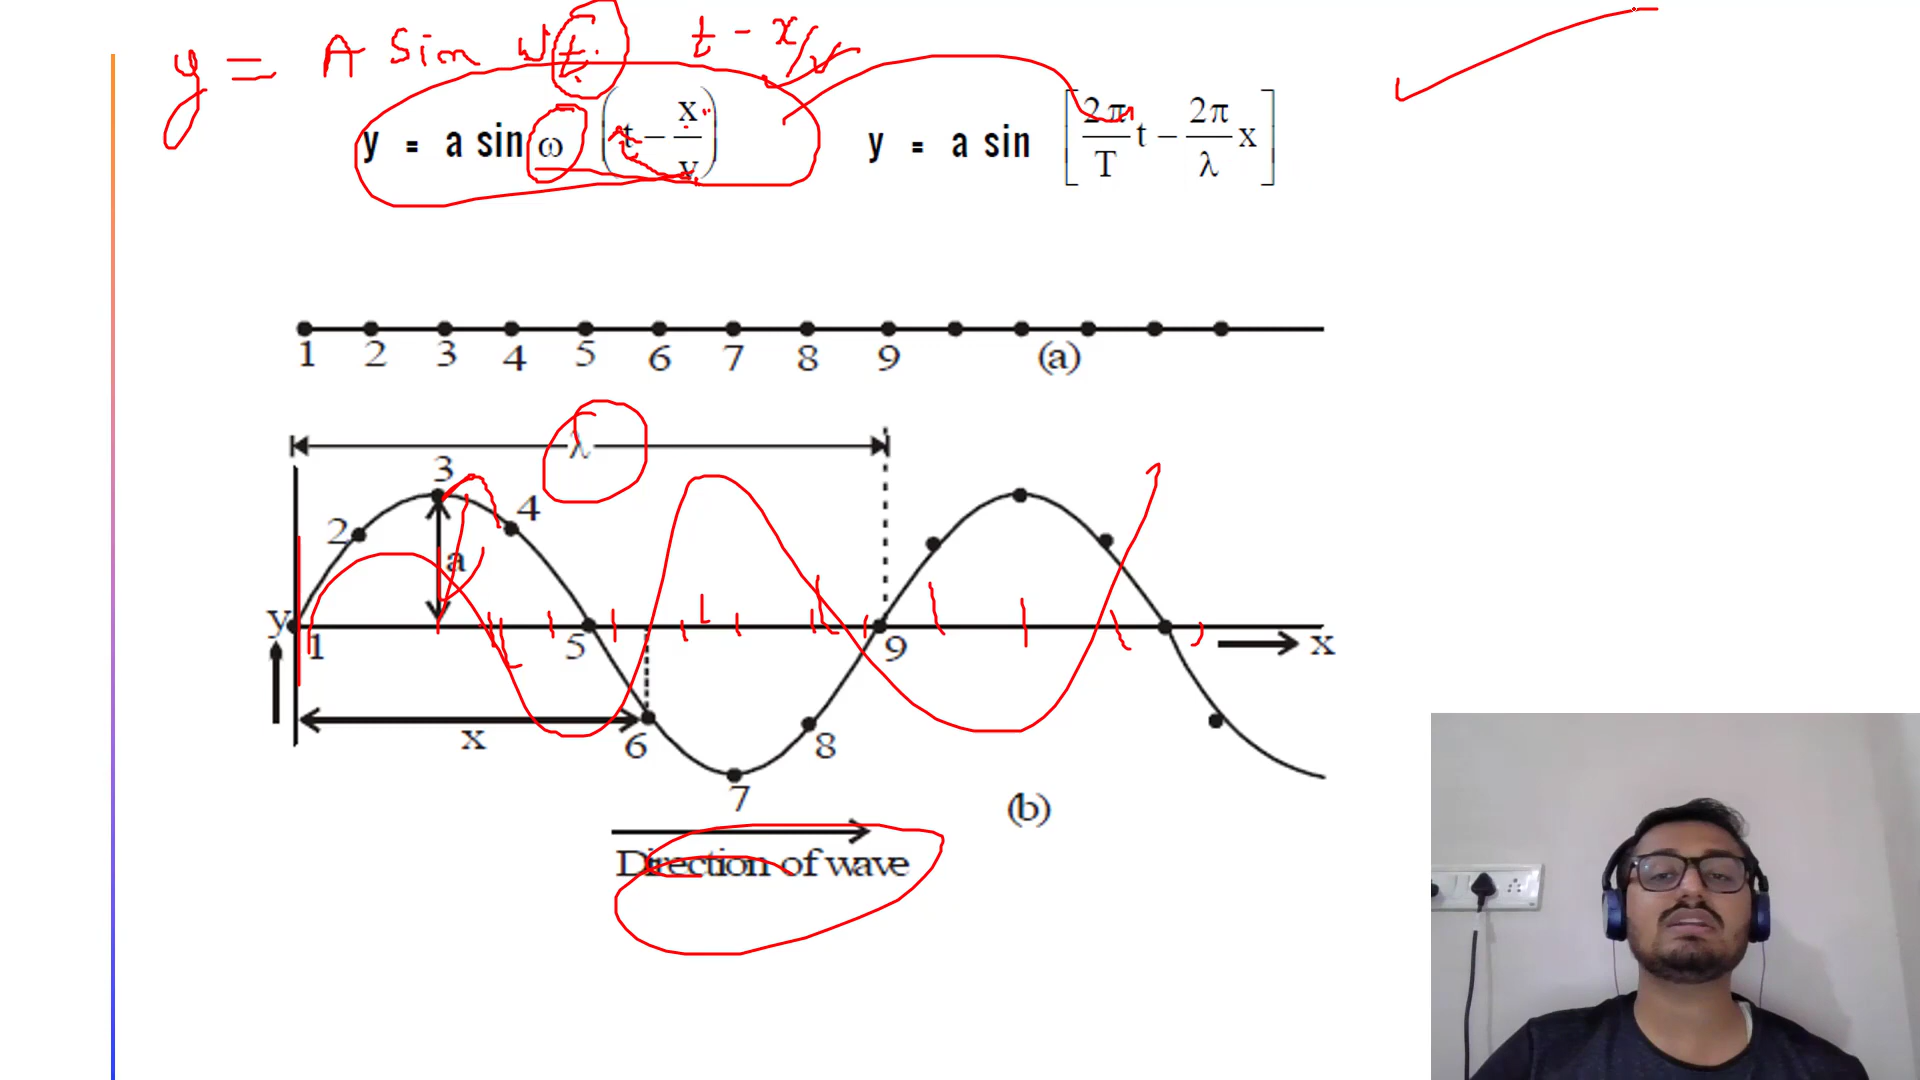 y = A Sin wt t - x/v
y = a sin ω (t − x/v) y = a sin [2π/T t − 2π/λ x]
1 2 3 4 5 6 7 8 9 (a)
λ
3
2 4
a
y 1 5 9 x
x 6 8
7 (b)
Direction of wave